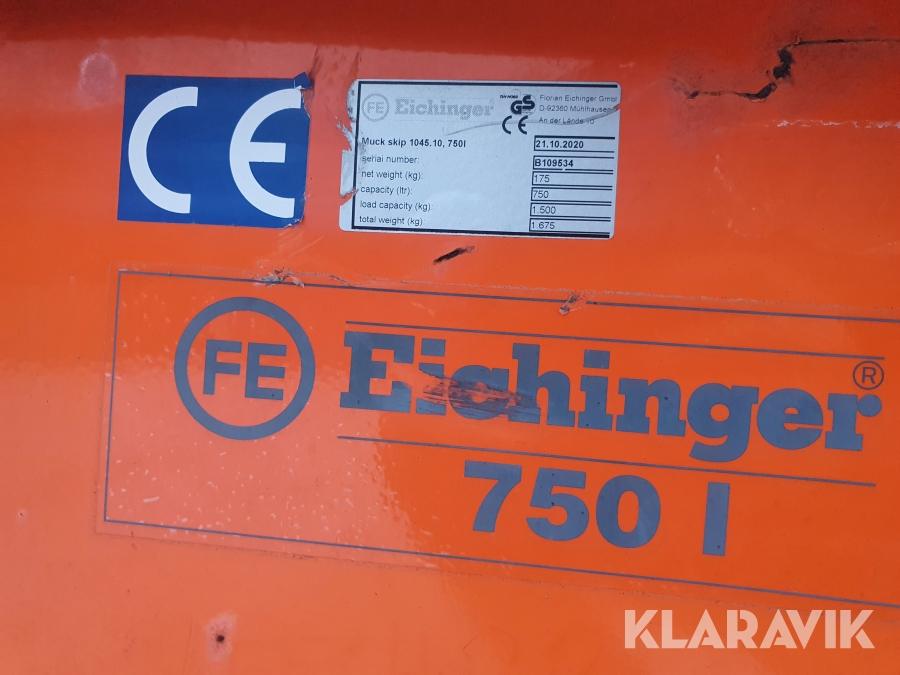 CE
FE Eichinger
GS
CE
Florian Eichinger Gmb
D-92360 Mühlhausen
An der Lände 10
Muck skip 1045.10, 750l
21.10.2020
serial number:
B109534
net weight (kg):
175
capacity (ltr):
750
load capacity (kg):
1.500
total weight (kg):
1.675
FE Eichinger®
750 l
KLARAVIK